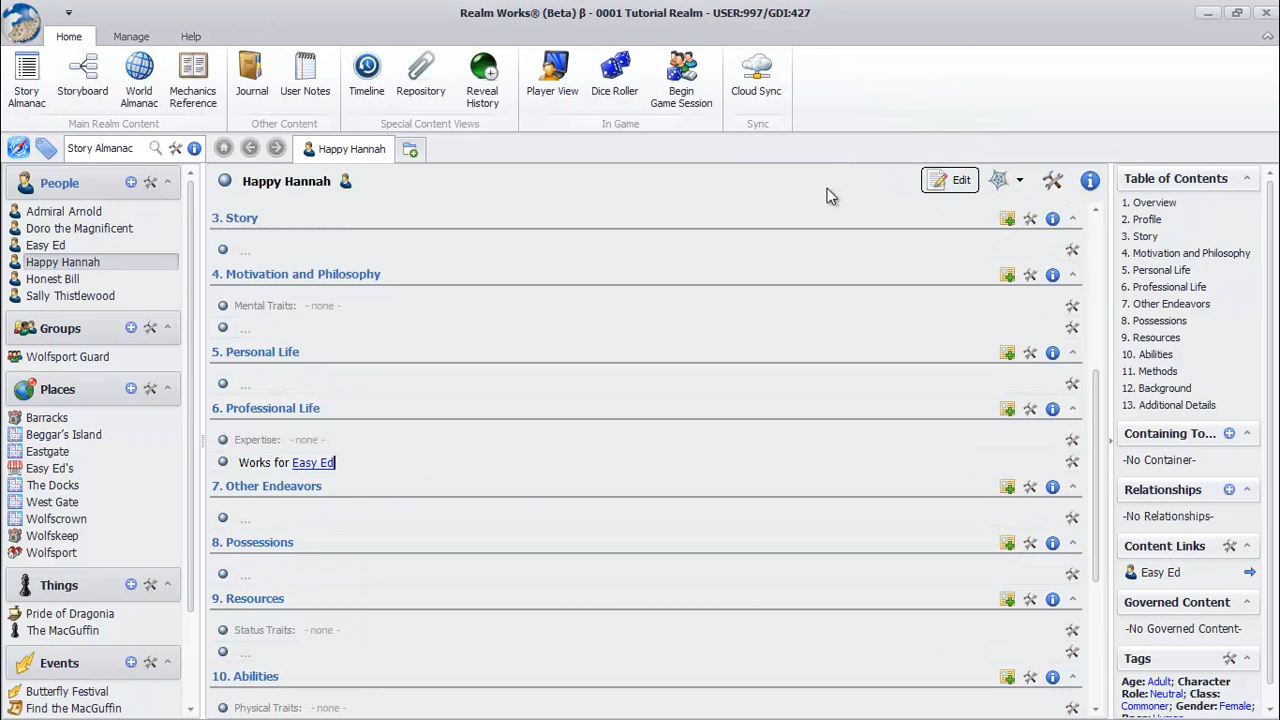 Realm Works® (Beta) β - 0001 Tutorial Realm - USER:997/GDI:427
Home Manage Help
Story Almanac
Storyboard
World Almanac
Mechanics Reference
Journal
User Notes
Timeline
Repository
Reveal History
Player View
Dice Roller
Begin Game Session
Cloud Sync
Main Realm Content
Other Content
Special Content Views
In Game
Sync
Story Almanac
Happy Hannah
People
Admiral Arnold
Doro the Magnificent
Easy Ed
Happy Hannah
Honest Bill
Sally Thistlewood
Groups
Wolfsport Guard
Places
Barracks
Beggar's Island
Eastgate
Easy Ed's
The Docks
West Gate
Wolfscrown
Wolfskeep
Wolfsport
Things
Pride of Dragonia
The MacGuffin
Events
Butterfly Festival
Find the MacGuffin
Happy Hannah
Edit
3. Story
...
4. Motivation and Philosophy
Mental Traits: - none -
...
5. Personal Life
...
6. Professional Life
Expertise: - none -
Works for Easy Ed
7. Other Endeavors
...
8. Possessions
...
9. Resources
Status Traits: - none -
...
10. Abilities
Physical Traits: - none -
Table of Contents
1. Overview
2. Profile
3. Story
4. Motivation and Philosophy
5. Personal Life
6. Professional Life
7. Other Endeavors
8. Possessions
9. Resources
10. Abilities
11. Methods
12. Background
13. Additional Details
Containing To...
-No Container-
Relationships
-No Relationships-
Content Links
Easy Ed
Governed Content
-No Governed Content-
Tags
Age: Adult; Character
Role: Neutral; Class:
Commoner; Gender: Female;